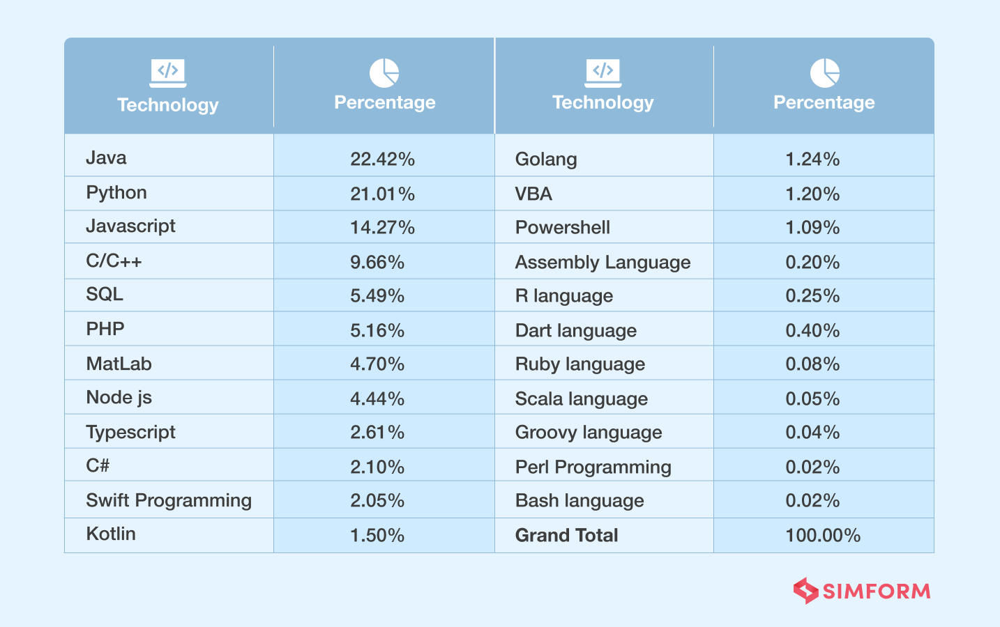 Technology Percentage Technology Percentage
Java 22.42% Golang 1.24%
Python 21.01% VBA 1.20%
Javascript 14.27% Powershell 1.09%
C/C++ 9.66% Assembly Language 0.20%
SQL 5.49% R language 0.25%
PHP 5.16% Dart language 0.40%
MatLab 4.70% Ruby language 0.08%
Node js 4.44% Scala language 0.05%
Typescript 2.61% Groovy language 0.04%
C# 2.10% Perl Programming 0.02%
Swift Programming 2.05% Bash language 0.02%
Kotlin 1.50% Grand Total 100.00%
SIMFORM